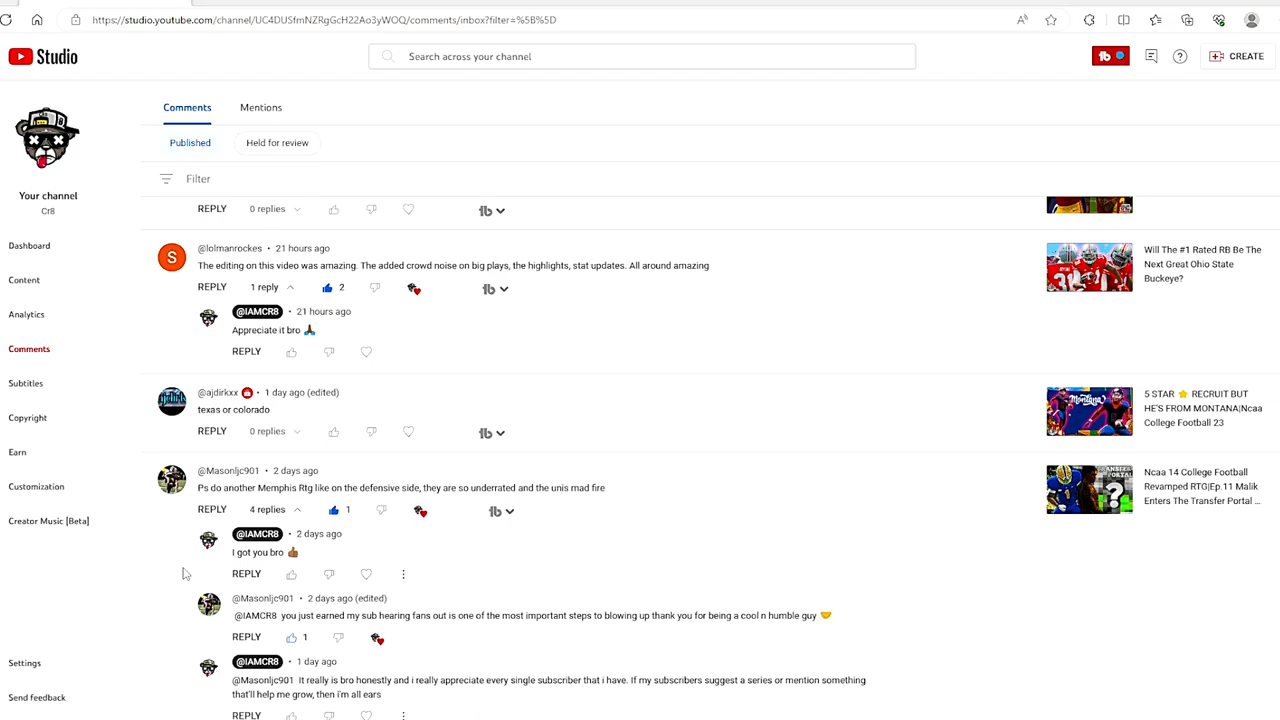 https://studio.youtube.com/channel/UC4DUSfmNZRgGcH22Ao3yWOQ/comments/inbox?filter=%5B%5D
Studio
Search across your channel
CREATE
Your channel
Cr8
Dashboard
Content
Analytics
Comments
Subtitles
Copyright
Earn
Customization
Creator Music [Beta]
Settings
Send feedback
Comments Mentions
Published Held for review
Filter
REPLY 0 replies
@lolmanrockes • 21 hours ago
The editing on this video was amazing. The added crowd noise on big plays, the highlights, stat updates. All around amazing
REPLY 1 reply 2
Will The #1 Rated RB Be The
Next Great Ohio State
Buckeye?
@IAMCR8 • 21 hours ago
Appreciate it bro 🙏🏾
REPLY
@ajdirkxx • 1 day ago (edited)
texas or colorado
REPLY 0 replies
Montana
5 STAR ⭐ RECRUIT BUT
HE'S FROM MONTANA|Ncaa
College Football 23
@Masonljc901 • 2 days ago
Ps do another Memphis Rtg like on the defensive side, they are so underrated and the unis mad fire
REPLY 4 replies 1
Ncaa 14 College Football
Revamped RTG|Ep.11 Malik
Enters The Transfer Portal ...
@IAMCR8 • 2 days ago
I got you bro 👍🏾
REPLY
@Masonljc901 • 2 days ago (edited)
@IAMCR8 you just earned my sub hearing fans out is one of the most important steps to blowing up thank you for being a cool n humble guy 🤝
REPLY 1
@IAMCR8 • 1 day ago
@Masonljc901 It really is bro honestly and i really appreciate every single subscriber that i have. If my subscribers suggest a series or mention something
that'll help me grow, then i'm all ears
REPLY